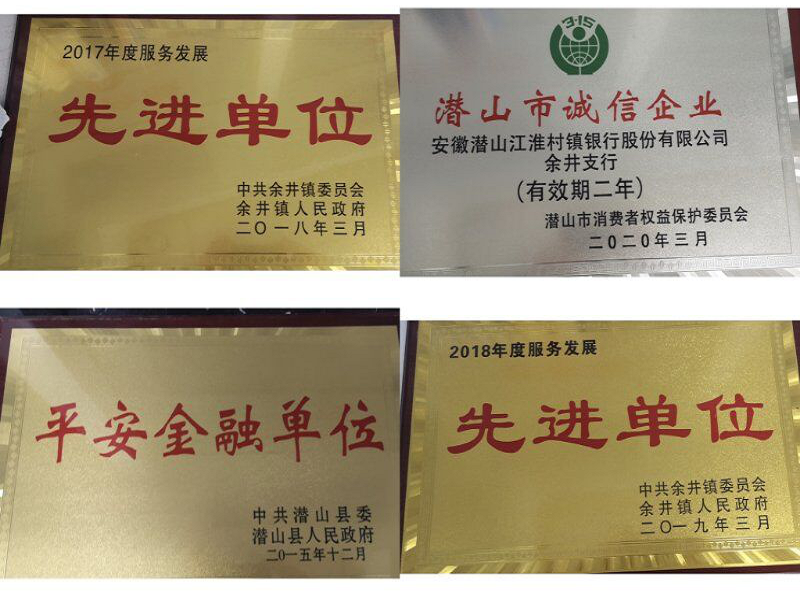 2017年度服务发展
先进单位
中共余井镇委员会
余井镇人民政府
二〇一八年三月
3·15
潜山市诚信企业
安徽潜山江淮村镇银行股份有限公司
余井支行
(有效期二年)
潜山市消费者权益保护委员会
二〇二〇年三月
平安金融单位
中共潜山县委
潜山县人民政府
二〇一五年十二月
2018年度服务发展
先进单位
中共余井镇委员会
余井镇人民政府
二〇一九年三月